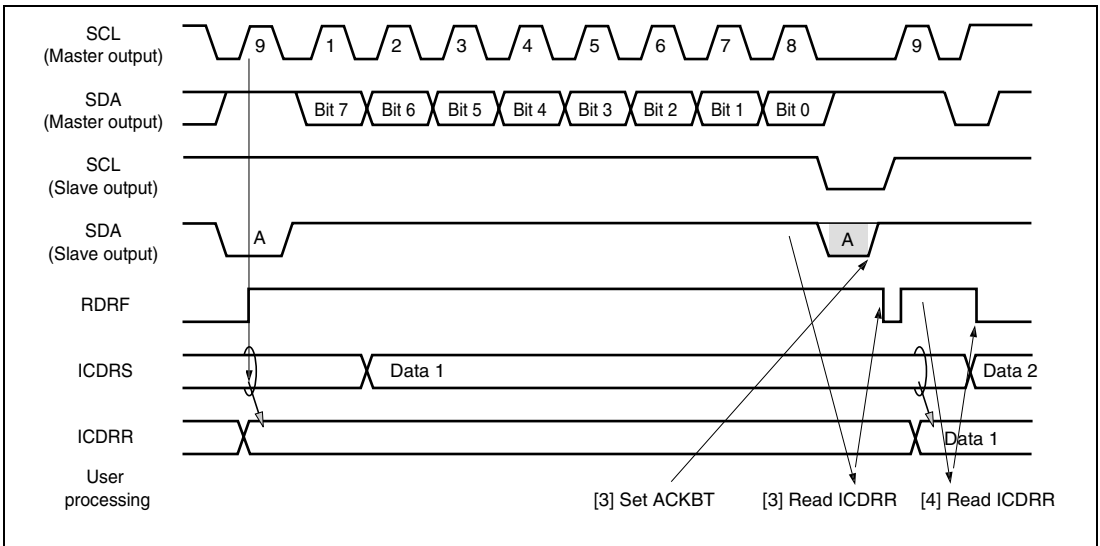 SCL
(Master output)
9 1 2 3 4 5 6 7 8 9
SDA
(Master output)
Bit 7 Bit 6 Bit 5 Bit 4 Bit 3 Bit 2 Bit 1 Bit 0
SCL
(Slave output)
SDA
(Slave output)
A A
RDRF
ICDRS
Data 1 Data 2
ICDRR
Data 1
User
processing
[3] Set ACKBT [3] Read ICDRR [4] Read ICDRR